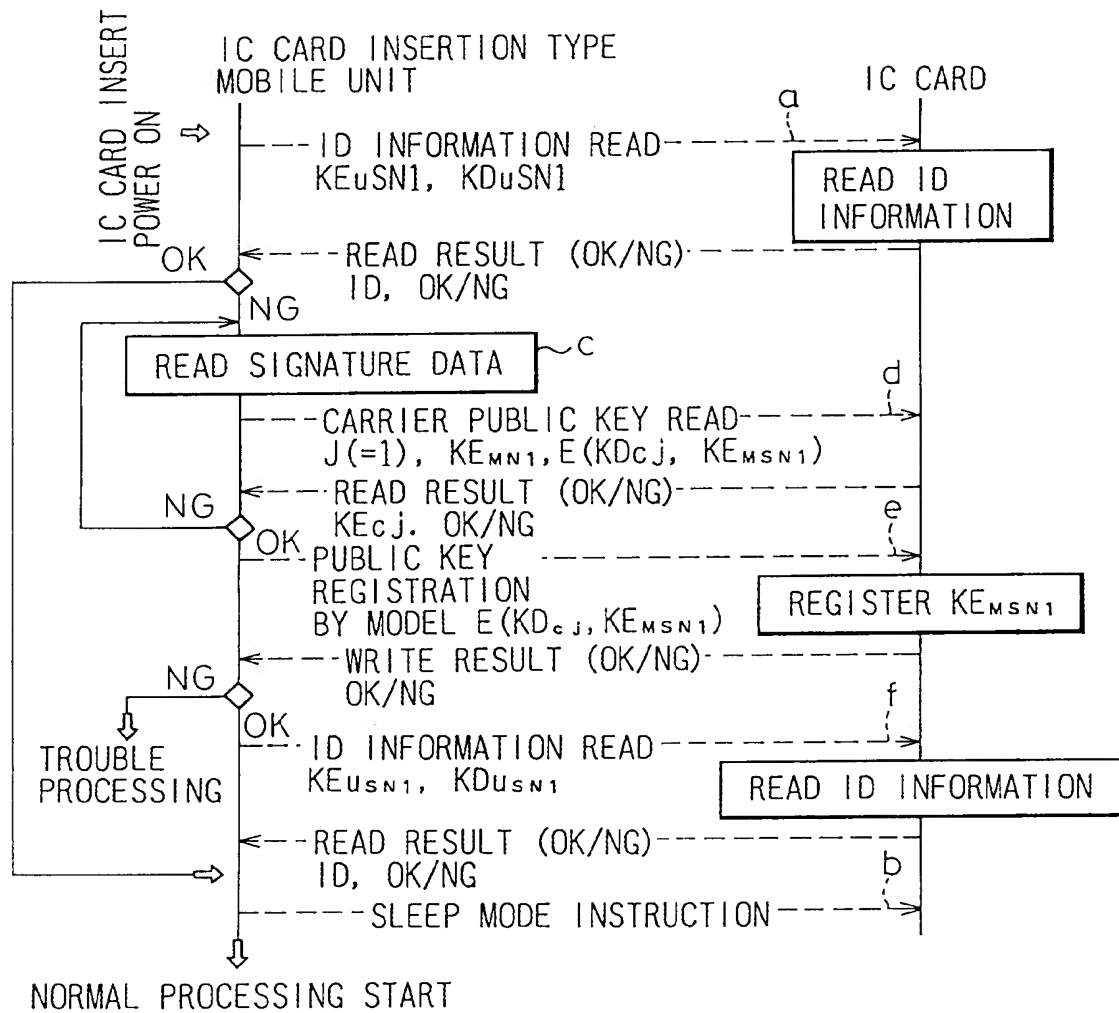 IC CARD INSERTION TYPE
MOBILE UNIT
IC CARD
IC CARD INSERT
POWER ON
a
ID INFORMATION READ
KEuSN1, KDuSN1
READ ID
INFORMATION
READ RESULT (OK/NG)
ID, OK/NG
OK
NG
READ SIGNATURE DATA
c
d
CARRIER PUBLIC KEY READ
J(=1), KEMN1, E(KDcj, KEMSN1)
READ RESULT (OK/NG)
KEcj. OK/NG
NG
OK
e
PUBLIC KEY
REGISTRATION
BY MODEL E(KDcj, KEMSN1)
REGISTER KEMSN1
WRITE RESULT (OK/NG)
OK/NG
NG
OK
TROUBLE
PROCESSING
f
ID INFORMATION READ
KEuSN1, KDuSN1
READ ID INFORMATION
READ RESULT (OK/NG)
ID, OK/NG
b
SLEEP MODE INSTRUCTION
NORMAL PROCESSING START